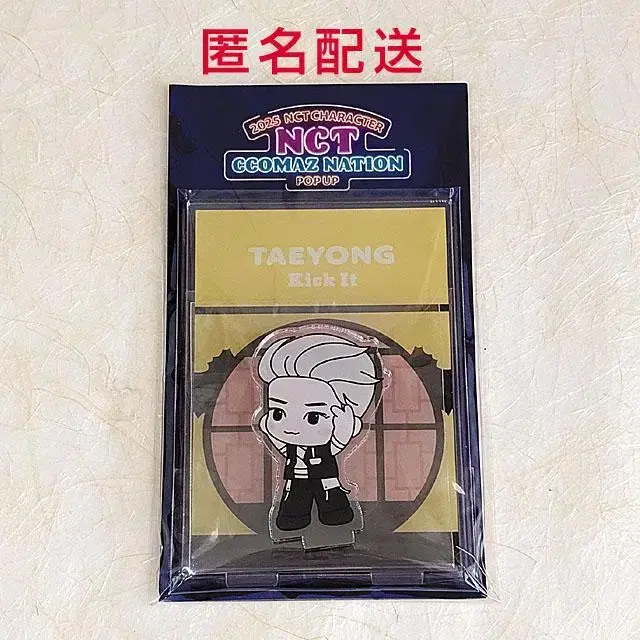 匿名配送
2025 NCT CHARACTER
NCT
CCOMAZ NATION
POP UP
TAEYONG
Kick It